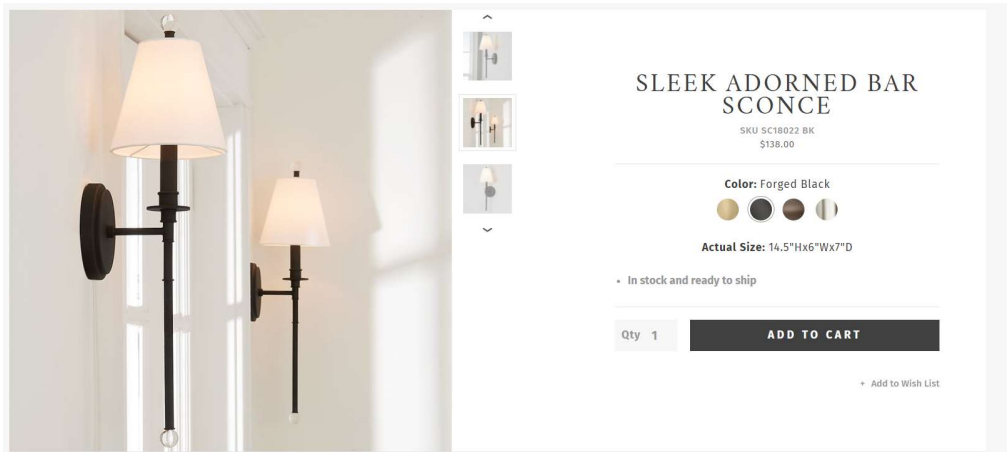 SLEEK ADORNED BAR
SCONCE
SKU SC18022 BK
$138.00
Color: Forged Black
Actual Size: 14.5"Hx6"Wx7"D
• In stock and ready to ship
Qty 1
ADD TO CART
+ Add to Wish List